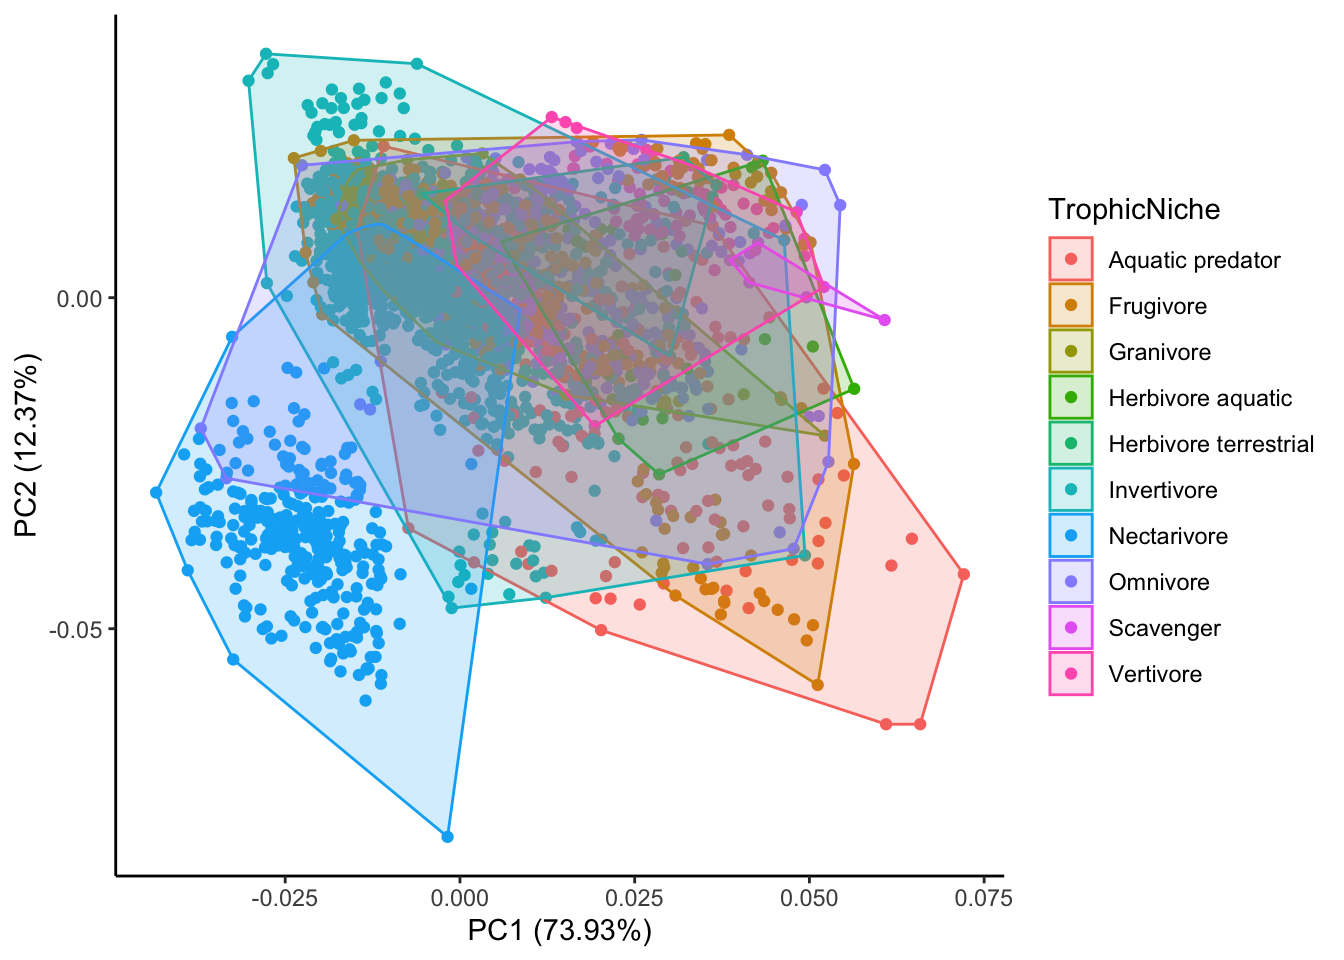 TrophicNiche
Aquatic predator
Frugivore
Granivore
Herbivore aquatic
Herbivore terrestrial
Invertivore
Nectarivore
Omnivore
Scavenger
Vertivore
PC2 (12.37%)
0.00
-0.05
-0.025
0.000
0.025
0.050
0.075
PC1 (73.93%)